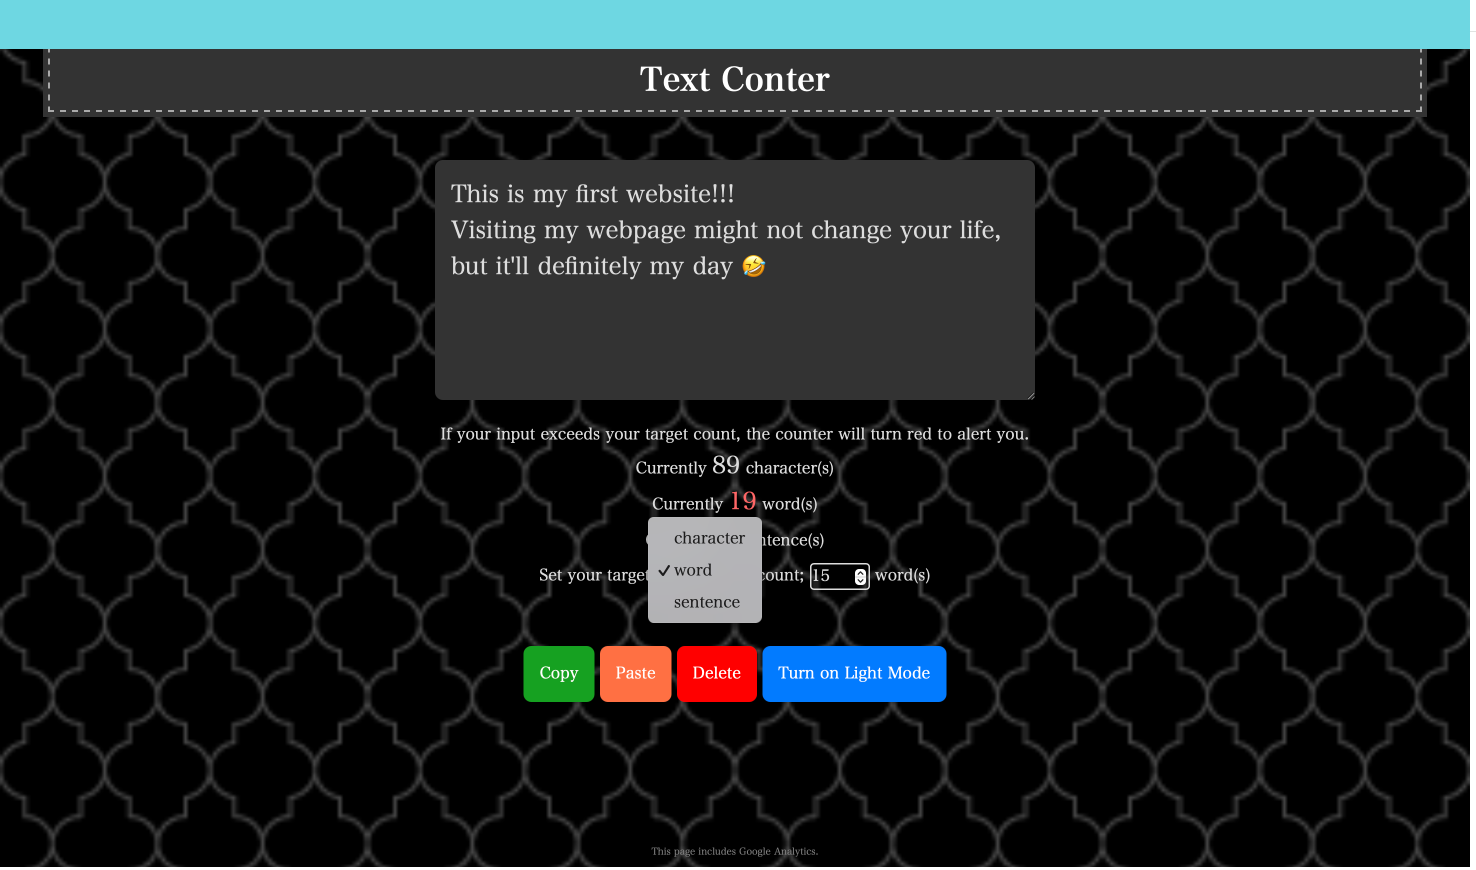 Text Conter
This is my first website!!!
Visiting my webpage might not change your life,
but it'll definitely my day 🤣
If your input exceeds your target count, the counter will turn red to alert you.
Currently 89 character(s)
Currently 19 word(s)
ntence(s)
character
word
sentence
Set your target ount; 15 word(s)
Copy
Paste
Delete
Turn on Light Mode
This page includes Google Analytics.